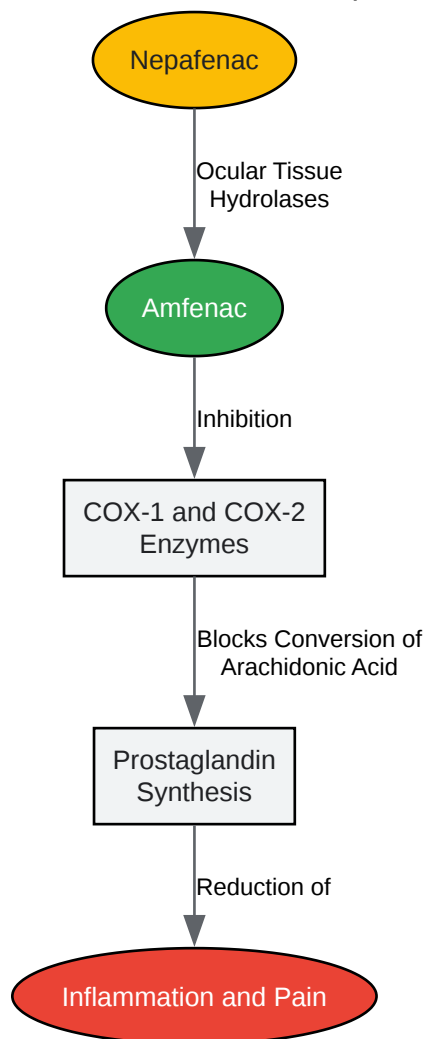 Nepafenac
Ocular Tissue
Hydrolases
Amfenac
Inhibition
COX-1 and COX-2
Enzymes
Blocks Conversion of
Arachidonic Acid
Prostaglandin
Synthesis
Reduction of
Inflammation and Pain